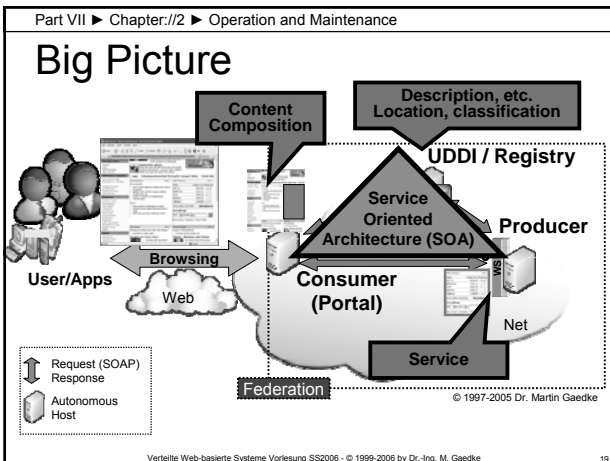 Part VII ► Chapter://2 ► Operation and Maintenance
Big Picture
Content
Composition
Description, etc.
Location, classification
UDDI / Registry
Service
Oriented
Architecture (SOA)
Producer
WS
Browsing
User/Apps
Web
Consumer
(Portal)
Net
Service
Request (SOAP)
Response
Autonomous
Host
Federation
© 1997-2005 Dr. Martin Gaedke
Verteilte Web-basierte Systeme Vorlesung SS2006 - © 1999-2006 by Dr.-Ing. M. Gaedke
19